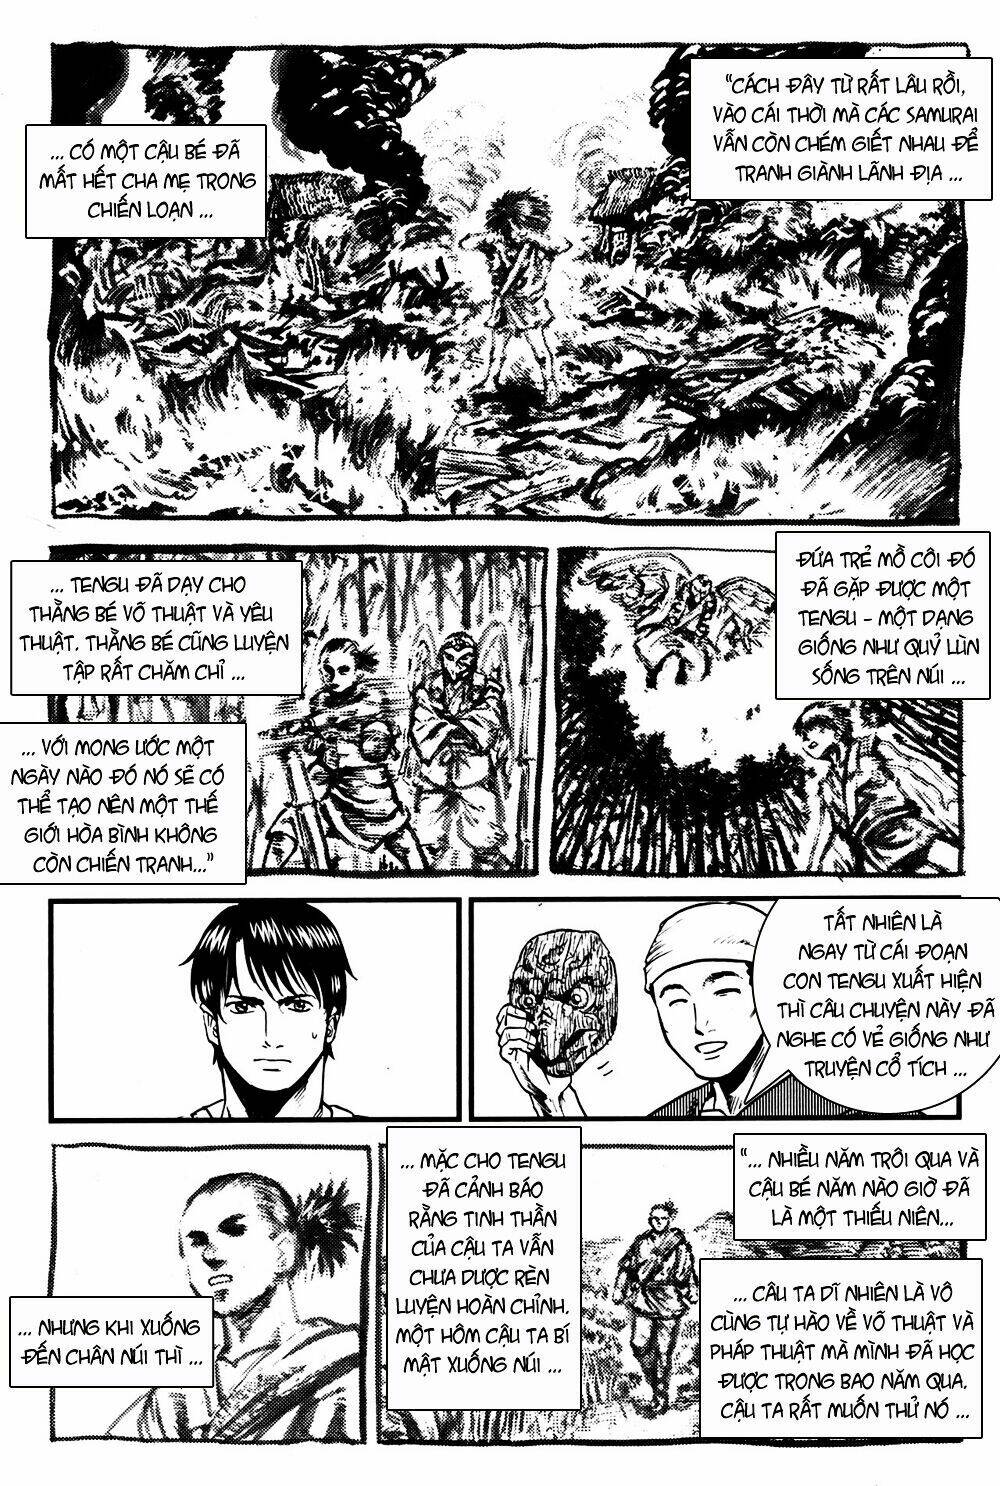 "CÁCH ĐÂY TỪ RẤT LÂU RỒI,
VÀO CÁI THỜI MÀ CÁC SAMURAI
VẪN CÒN CHÉM GIẾT NHAU ĐỂ
TRANH GIÀNH LÃNH ĐỊA ...
... CÓ MỘT CẬU BÉ ĐÃ
MẤT HẾT CHA MẸ TRONG
CHIẾN LOẠN ...
ĐỨA TRẺ MỒ CÔI ĐÓ
ĐÃ GẶP ĐƯỢC MỘT
TENGU - MỘT DẠNG
GIỐNG NHƯ QUỶ LÙN
SỐNG TRÊN NÚI ...
... TENGU ĐÃ DẠY CHO
THẰNG BÉ VÕ THUẬT VÀ YÊU
THUẬT. THẰNG BÉ CŨNG LUYỆN
TẬP RẤT CHĂM CHỈ ...
... VỚI MONG ƯỚC MỘT
NGÀY NÀO ĐÓ NÓ SẼ CÓ
THỂ TẠO NÊN MỘT THẾ
GIỚI HÒA BÌNH KHÔNG
CÒN CHIẾN TRANH..."
TẤT NHIÊN LÀ
NGAY TỪ CÁI ĐOẠN
CON TENGU XUẤT HIỆN
THÌ CÂU CHUYỆN NÀY ĐÃ
NGHE CÓ VẺ GIỐNG NHƯ
TRUYỆN CỔ TÍCH ...
"... NHIỀU NĂM TRÔI QUA VÀ
CẬU BÉ NĂM NÀO GIỜ ĐÃ
LÀ MỘT THIẾU NIÊN...
... CẬU TA DĨ NHIÊN LÀ VÔ
CÙNG TỰ HÀO VỀ VÕ THUẬT VÀ
PHÁP THUẬT MÀ MÌNH ĐÃ HỌC
ĐƯỢC TRONG BAO NĂM QUA.
CẬU TA RẤT MUỐN THỬ NÓ ...
... MẶC CHO TENGU
ĐÃ CẢNH BÁO
RẰNG TINH THẦN
CỦA CẬU TA VẪN
CHƯA DƯỢC RÈN
LUYỆN HOÀN CHỈNH.
MỘT HÔM CẬU TA BÍ
MẬT XUỐNG NÚI ...
... NHƯNG KHI XUỐNG
ĐẾN CHÂN NÚI THÌ ...